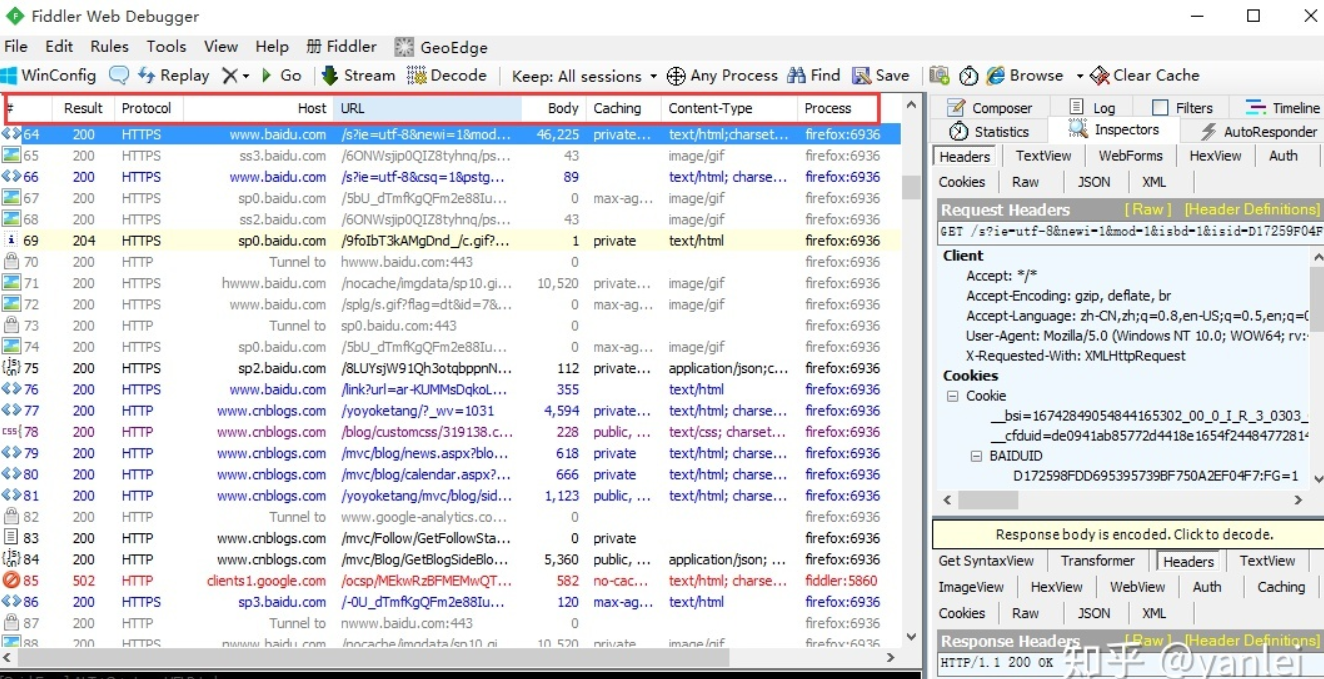 Fiddler Web Debugger
File Edit Rules Tools View Help 册 Fiddler GeoEdge
WinConfig Replay Go Stream Decode Keep: All sessions Any Process Find Save Browse Clear Cache
# Result Protocol Host URL Body Caching Content-Type Process
64 200 HTTPS www.baidu.com /s?ie=utf-8&newi=1&mod... 46,225 private... text/html;charset... firefox:6936
65 200 HTTPS ss3.baidu.com /6ONWsjip0QIZ8tyhnq/ps... 43 image/gif firefox:6936
66 200 HTTPS www.baidu.com /s?ie=utf-8&csq=1&pstg... 89 text/html; charse... firefox:6936
67 200 HTTPS sp0.baidu.com /5bU_dTmfKgQFm2e88Iu... 0 max-ag... image/gif firefox:6936
68 200 HTTPS ss2.baidu.com /6ONWsjip0QIZ8tyhnq/ps... 43 image/gif firefox:6936
69 204 HTTPS sp0.baidu.com /9foIbT3kAMgDnd_/c.gif?... 1 private text/html firefox:6936
70 200 HTTP Tunnel to hwww.baidu.com:443 0 firefox:6936
71 200 HTTPS hwww.baidu.com /nocache/imgdata/sp10.gi... 10,520 private... image/gif firefox:6936
72 200 HTTPS www.baidu.com /splg/s.gif?flag=dt&id=7&... 0 max-ag... image/gif firefox:6936
73 200 HTTP Tunnel to sp0.baidu.com:443 0 firefox:6936
74 200 HTTPS sp0.baidu.com /5bU_dTmfKgQFm2e88Iu... 0 max-ag... image/gif firefox:6936
75 200 HTTPS sp2.baidu.com /8LUYsjW91Qh3otqbppnN... 112 private... application/json;c... firefox:6936
76 200 HTTPS www.baidu.com /link?url=ar-KUMMsDqkoL... 355 text/html firefox:6936
77 200 HTTP www.cnblogs.com /yoyoketang/?_wv=1031 4,594 private... text/html; charse... firefox:6936
78 200 HTTP www.cnblogs.com /blog/customcss/319138.c... 228 public, ... text/css; charset... firefox:6936
79 200 HTTP www.cnblogs.com /mvc/blog/news.aspx?blo... 618 private text/html; charse... firefox:6936
80 200 HTTP www.cnblogs.com /mvc/blog/calendar.aspx?... 666 private text/html; charse... firefox:6936
81 200 HTTP www.cnblogs.com /yoyoketang/mvc/blog/sid... 1,123 public, ... text/html; charse... firefox:6936
82 200 HTTP Tunnel to www.google-analytics.co... 0 firefox:6936
83 200 HTTP www.cnblogs.com /mvc/Follow/GetFollowSta... 0 private firefox:6936
84 200 HTTP www.cnblogs.com /mvc/Blog/GetBlogSideBlo... 5,360 public, ... application/json; ... firefox:6936
85 502 HTTP clients1.google.com /ocsp/MEkwRzBFMEMwQT... 582 no-cac... text/html; charse... fiddler:5860
86 200 HTTPS sp3.baidu.com /-0U_dTmfKgQFm2e88Iu... 120 max-ag... text/html firefox:6936
87 200 HTTP Tunnel to nwww.baidu.com:443 0 firefox:6936
88 200 HTTPS nwww.baidu.com /nocache/imgdata/sp10.gi 10,520 private image/gif firefox:6936
Composer Log Filters Timeline
Statistics Inspectors AutoResponder
Headers TextView WebForms HexView Auth
Cookies Raw JSON XML
Request Headers [ Raw ] [Header Definitions]
GET /s?ie=utf-8&newi=1&mod=1&isbd=1&isid=D17259F04F
Client
Accept: */*
Accept-Encoding: gzip, deflate, br
Accept-Language: zh-CN,zh;q=0.8,en-US;q=0.5,en;q=0
User-Agent: Mozilla/5.0 (Windows NT 10.0; WOW64; rv:
X-Requested-With: XMLHttpRequest
Cookies
Cookie
__bsi=16742849054844165302_00_0_I_R_3_0303_
__cfduid=de0941ab85772d4418e1654f24484772814
BAIDUID
D172598FDD695395739BF750A2EF04F7:FG=1
Response body is encoded. Click to decode.
Get SyntaxView Transformer Headers TextView
ImageView HexView WebView Auth Caching
Cookies Raw JSON XML
Response Headers [ Raw ] [Header Definitions]
HTTP/1.1 200 OK
知乎 @yanlei